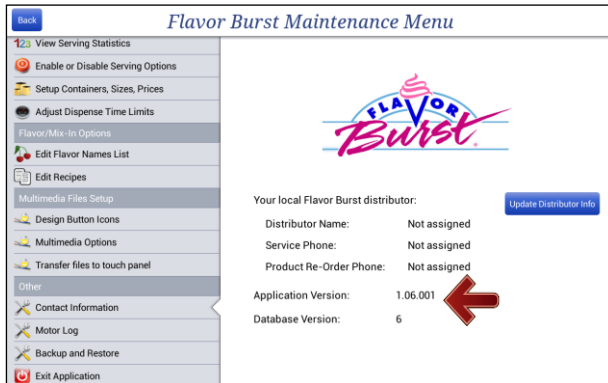 Back
Flavor Burst Maintenance Menu
123 View Serving Statistics
Enable or Disable Serving Options
Setup Containers, Sizes, Prices
Adjust Dispense Time Limits
Flavor/Mix-In Options
Edit Flavor Names List
Edit Recipes
Multimedia Files Setup
Design Button Icons
Multimedia Options
Transfer files to touch panel
Other
Contact Information
Motor Log
Backup and Restore
Exit Application
FLAVOR
Burst
Your local Flavor Burst distributor:
Update Distributor Info
Distributor Name: Not assigned
Service Phone: Not assigned
Product Re-Order Phone: Not assigned
Application Version: 1.06.001
Database Version: 6